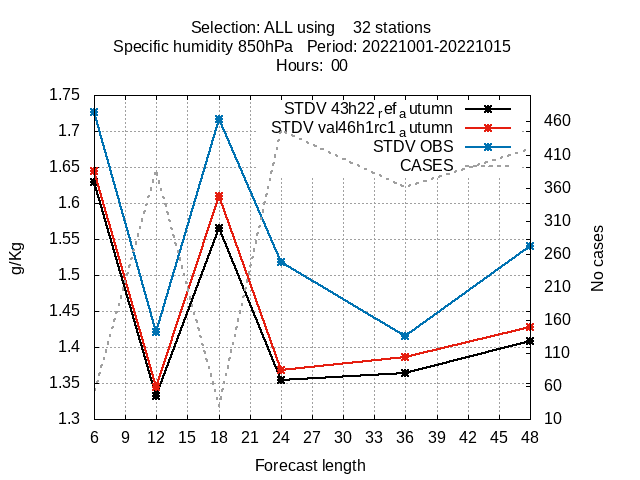 Selection: ALL using    32 stations
Specific humidity 850hPa   Period: 20221001-20221015
Hours:  00
STDV 43h22ref autumn
STDV val46h1rc1autumn
STDV OBS
CASES
1.75
1.7
1.65
1.6
1.55
1.5
1.45
1.4
1.35
1.3
g/Kg
460
410
360
310
260
210
160
110
60
10
No cases
6 9 12 15 18 21 24 27 30 33 36 39 42 45 48
Forecast length